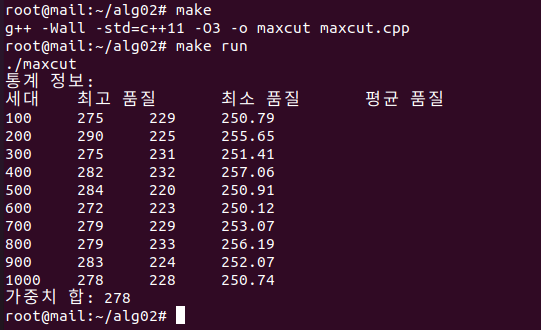 root@mail:~/alg02# make
g++ -Wall -std=c++11 -O3 -o maxcut maxcut.cpp
root@mail:~/alg02# make run
./maxcut
통계 정보:
세대 최고 품질 최소 품질 평균 품질
100 275 229 250.79
200 290 225 255.65
300 275 231 251.41
400 282 232 257.06
500 284 220 250.91
600 272 223 250.12
700 279 229 253.07
800 279 233 256.19
900 283 224 252.07
1000 278 228 250.74
가중치 합: 278
root@mail:~/alg02#